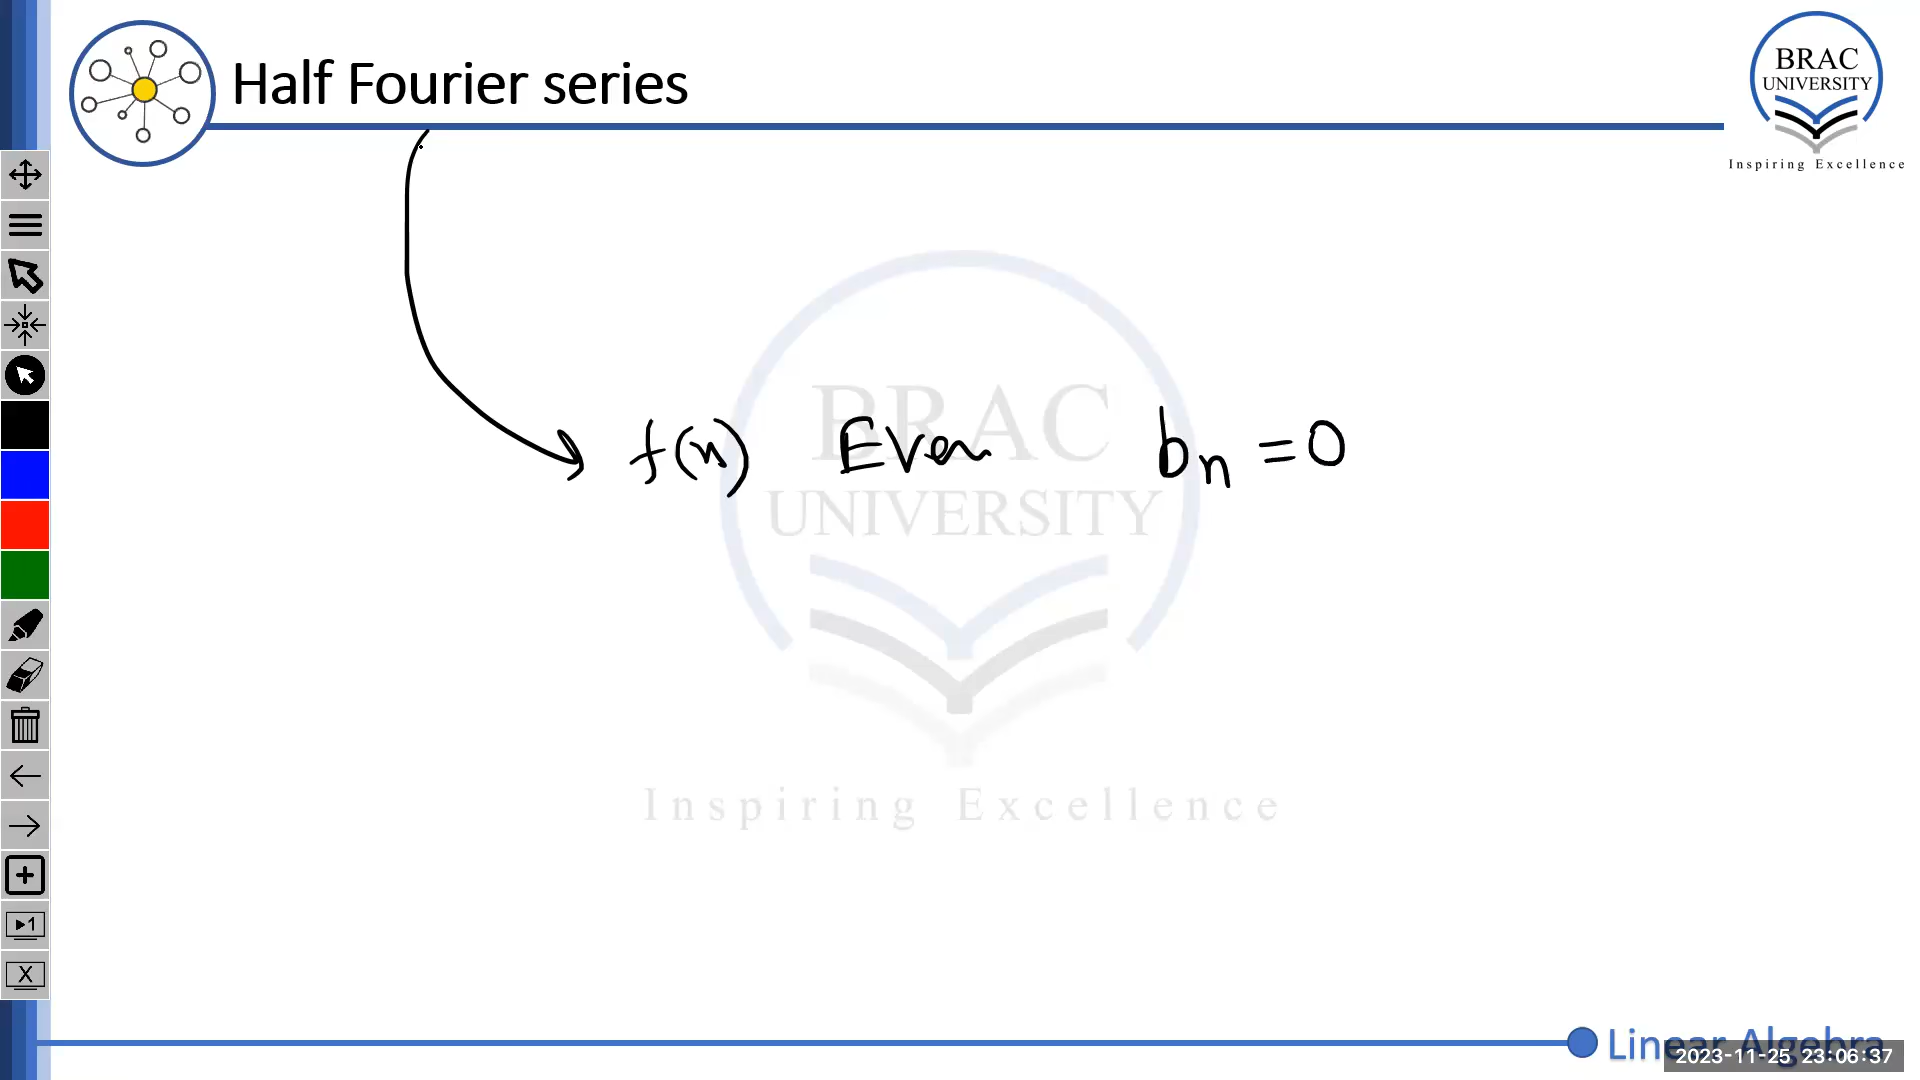 Half Fourier series
BRAC
UNIVERSITY
Inspiring Excellence
f(x) Even bn = 0
BRAC
UNIVERSITY
Inspiring Excellence
Linear Algebra
2023-11-25 23:06:37